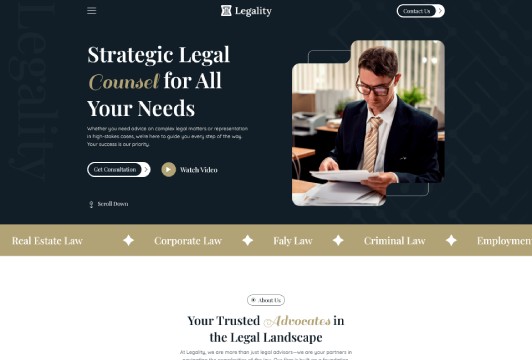 Legality
Contact Us
Legality
Strategic Legal
Counsel for All
Your Needs
Whether you need advice on complex legal matters or representation
in high-stakes cases, we're here to guide you every step of the way.
Your success is our priority.
Get Consultation
Watch Video
Scroll Down
Real Estate Law
Corporate Law
Faly Law
Criminal Law
Employmen
About Us
Your Trusted Advocates in
the Legal Landscape
At Legality, we are more than just legal advisors—we are your partners in